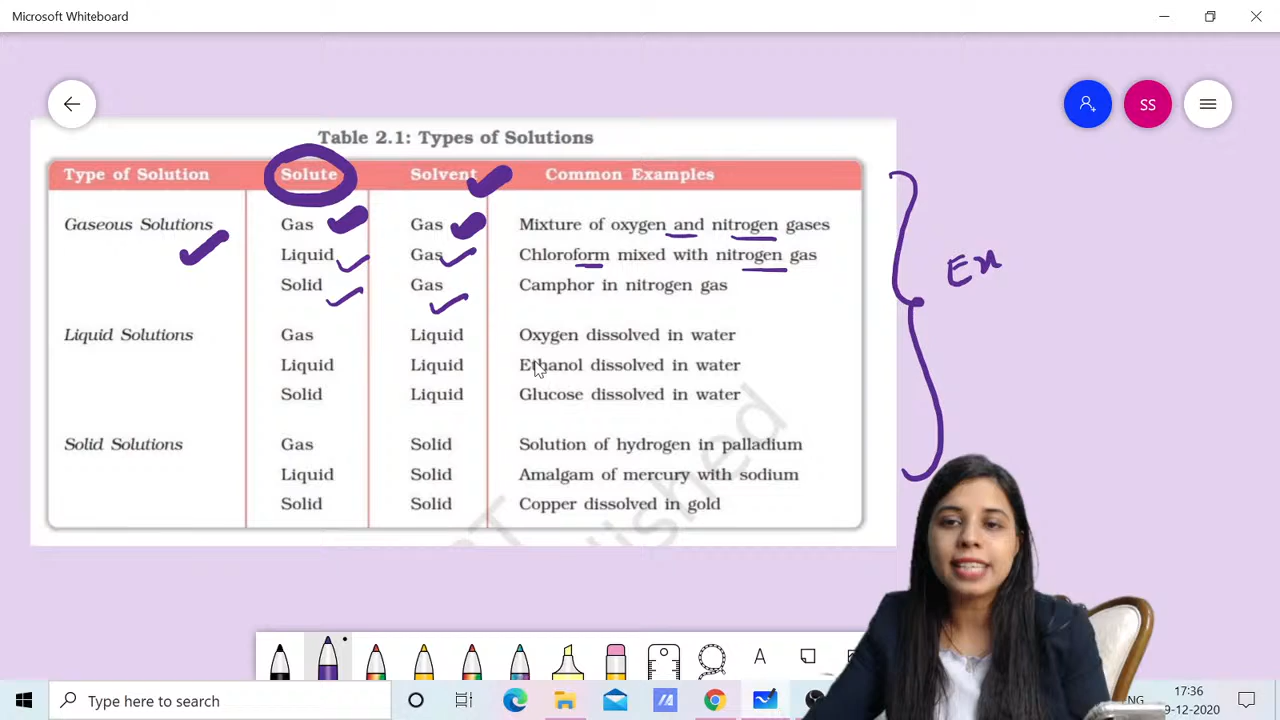 Microsoft Whiteboard
SS
Table 2.1: Types of Solutions
Type of Solution Solute Solvent Common Examples
Gaseous Solutions Gas Gas Mixture of oxygen and nitrogen gases
Liquid Gas Chloroform mixed with nitrogen gas
Solid Gas Camphor in nitrogen gas
Liquid Solutions Gas Liquid Oxygen dissolved in water
Liquid Liquid Ethanol dissolved in water
Solid Liquid Glucose dissolved in water
Solid Solutions Gas Solid Solution of hydrogen in palladium
Liquid Solid Amalgam of mercury with sodium
Solid Solid Copper dissolved in gold
Ex
Type here to search
ENG
17:36
9-12-2020